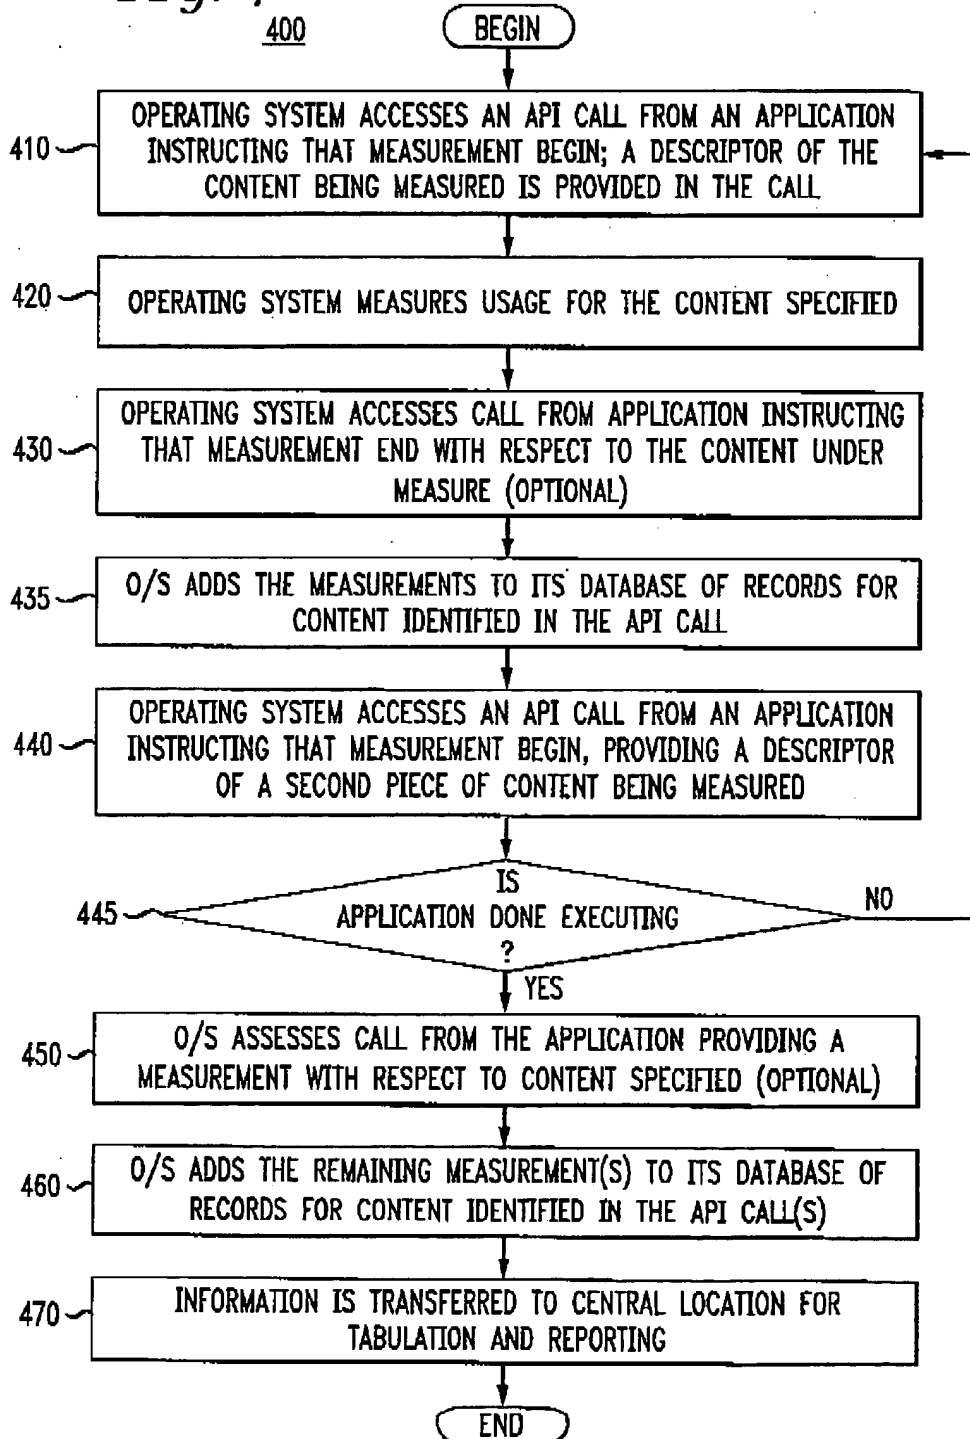 400
BEGIN
410
OPERATING SYSTEM ACCESSES AN API CALL FROM AN APPLICATION
INSTRUCTING THAT MEASUREMENT BEGIN; A DESCRIPTOR OF THE
CONTENT BEING MEASURED IS PROVIDED IN THE CALL
420
OPERATING SYSTEM MEASURES USAGE FOR THE CONTENT SPECIFIED
430
OPERATING SYSTEM ACCESSES CALL FROM APPLICATION INSTRUCTING
THAT MEASUREMENT END WITH RESPECT TO THE CONTENT UNDER
MEASURE (OPTIONAL)
435
O/S ADDS THE MEASUREMENTS TO ITS DATABASE OF RECORDS FOR
CONTENT IDENTIFIED IN THE API CALL
440
OPERATING SYSTEM ACCESSES AN API CALL FROM AN APPLICATION
INSTRUCTING THAT MEASUREMENT BEGIN, PROVIDING A DESCRIPTOR
OF A SECOND PIECE OF CONTENT BEING MEASURED
445
IS
APPLICATION DONE EXECUTING
?
NO
YES
450
O/S ASSESSES CALL FROM THE APPLICATION PROVIDING A
MEASUREMENT WITH RESPECT TO CONTENT SPECIFIED (OPTIONAL)
460
O/S ADDS THE REMAINING MEASUREMENT(S) TO ITS DATABASE OF
RECORDS FOR CONTENT IDENTIFIED IN THE API CALL(S)
470
INFORMATION IS TRANSFERRED TO CENTRAL LOCATION FOR
TABULATION AND REPORTING
END